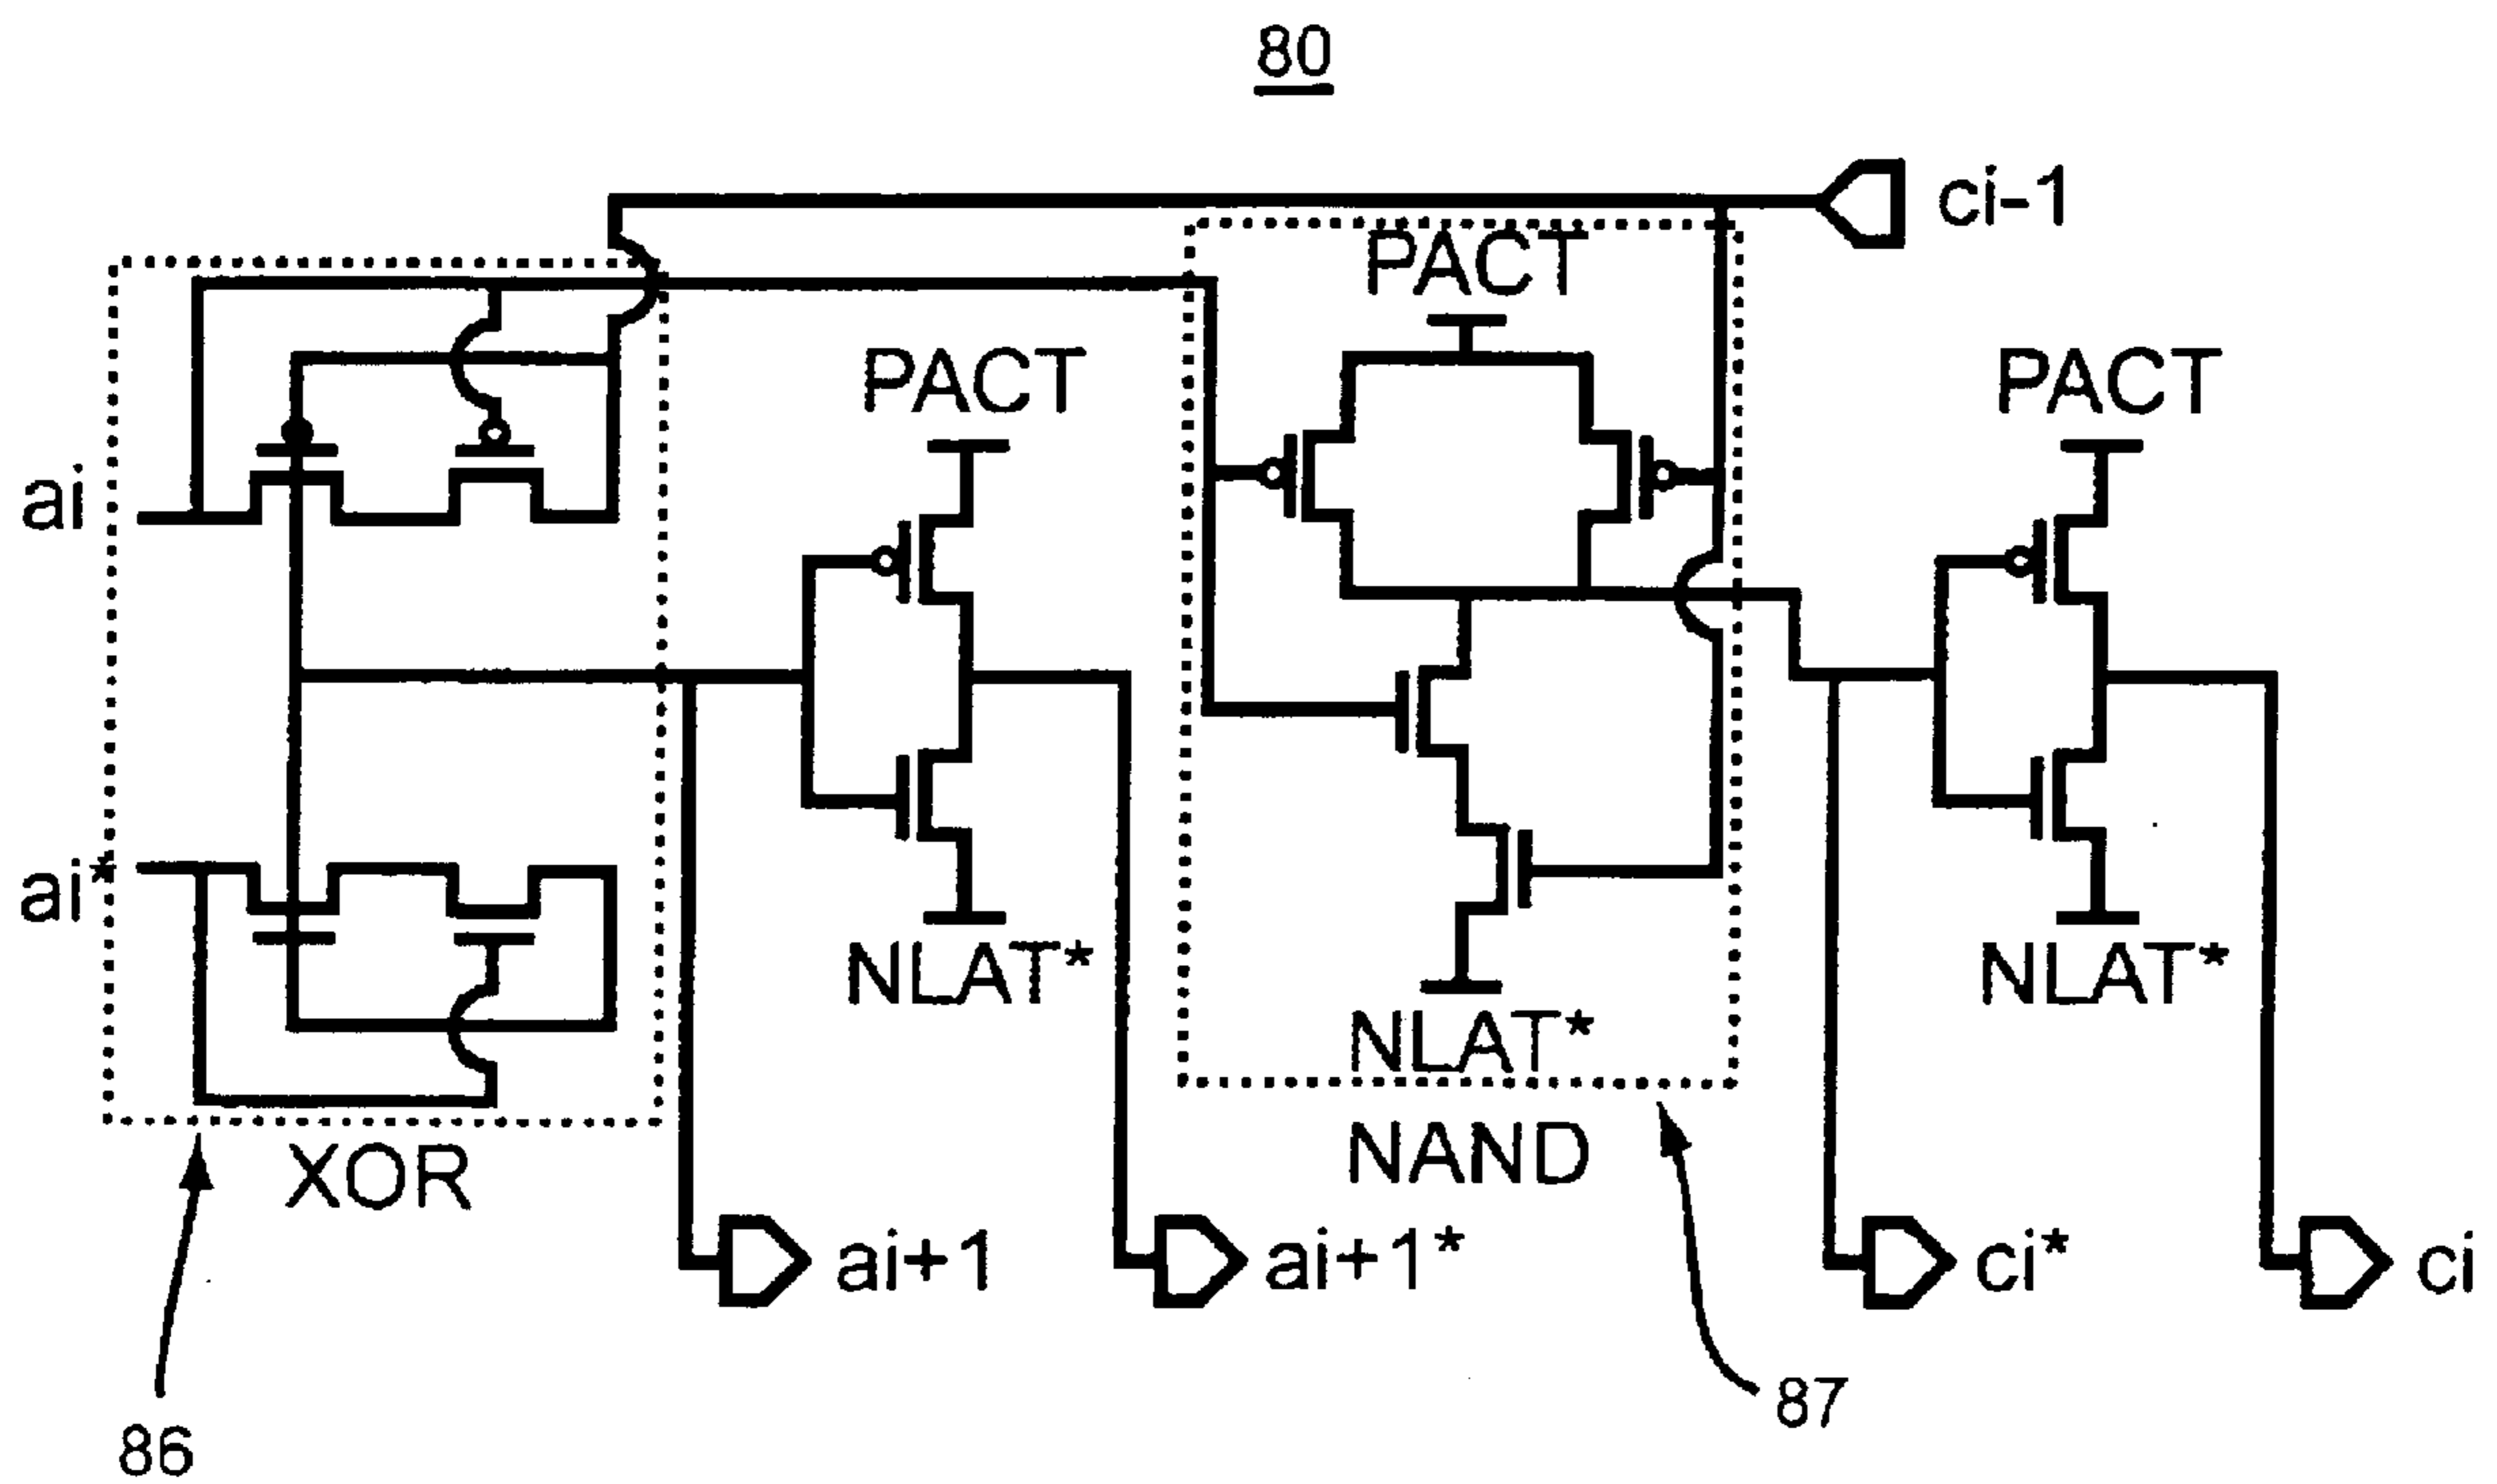 80
ci-1
PACT
PACT
PACT
ai
ai*
NLAT*
NLAT*
NLAT*
XOR
NAND
ai+1
ai+1*
ci*
ci
86
87